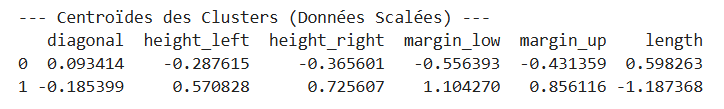 --- Centroïdes des Clusters (Données Scalées) ---
diagonal height_left height_right margin_low margin_up length
0 0.093414 -0.287615 -0.365601 -0.556393 -0.431359 0.598263
1 -0.185399 0.570828 0.725607 1.104270 0.856116 -1.187368